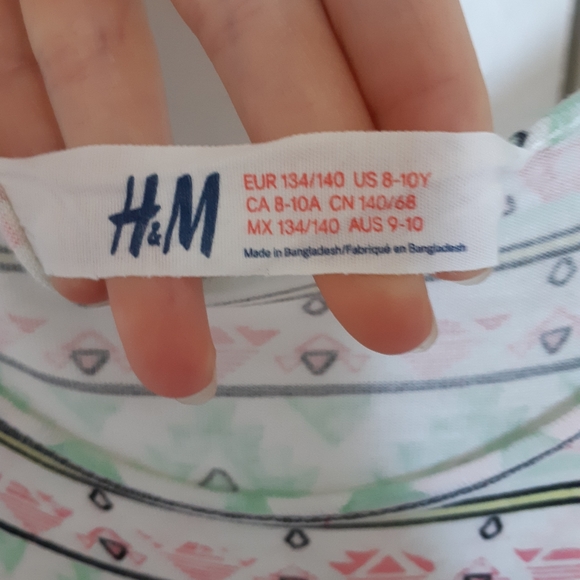 H&M
EUR 134/140 US 8-10Y
CA 8-10A CN 140/68
MX 134/140 AUS 9-10
Made in Bangladesh/Fabriqué en Bangladesh